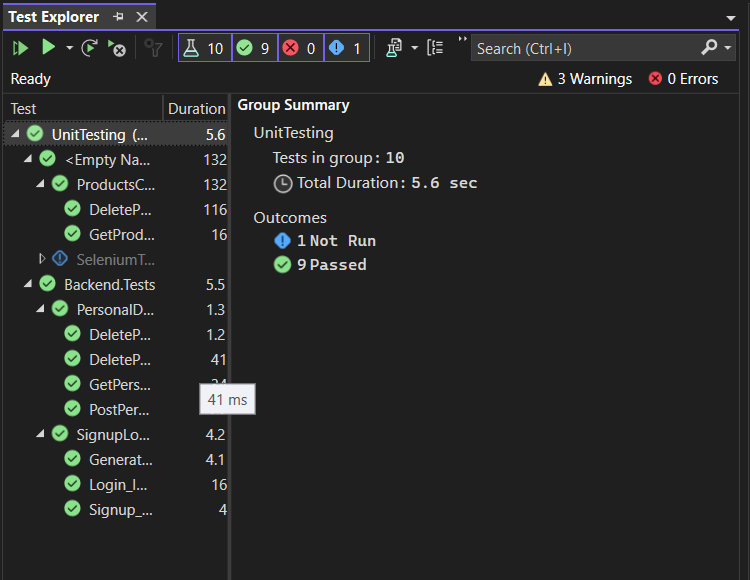 Test Explorer
10 9 0 1 Search (Ctrl+I)
Ready 3 Warnings 0 Errors
Test Duration
UnitTesting (... 5.6
<Empty Na... 132
ProductsC... 132
DeleteP... 116
GetProd... 16
SeleniumT...
Backend.Tests 5.5
PersonalD... 1.3
DeleteP... 1.2
DeleteP... 41
GetPers...
PostPer...
41 ms
SignupLo... 4.2
Generat... 4.1
Login_I... 16
Signup_... 4
Group Summary
UnitTesting
Tests in group: 10
Total Duration: 5.6 sec
Outcomes
1 Not Run
9 Passed